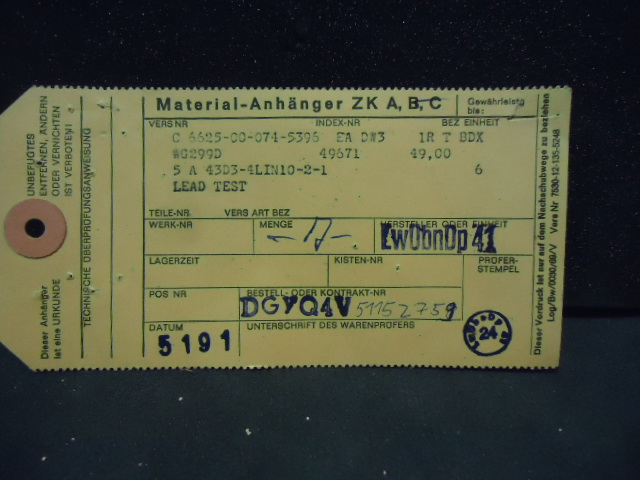 UNBEFUGTES
ENTFERNEN, ÄNDERN
ODER VERNICHTEN
IST VERBOTEN!
Dieser Anhänger
ist eine URKUNDE
TECHNISCHE ÜBERPRÜFUNGSANWEISUNG
Material-Anhänger ZK A, B, C
Gewährleistg
bis:
VERS NR INDEX-NR BEZ EINHEIT
C 6625-00-074-5396 EA D#3 1R T BDX
WG299D 49671 49,00
5 A 43D3-4LIN10-2-1 6
LEAD TEST
TEILE-NR. VERS ART BEZ
WERK-NR. MENGE HERSTELLER ODER EINHEIT
EwDbnOp 41
LAGERZEIT KISTEN-NR. PRÜFER-
STEMPEL
POS NR BESTELL- ODER KONTRAKT-NR
DGYQ4V 51152759
DATUM UNTERSCHRIFT DES WARENPRÜFERS
5191
24
Dieser Vordruck ist nur auf dem Nachschubwege zu beziehen
Log/Bw/0030/69/V Vers Nr 7530-12-135-5248